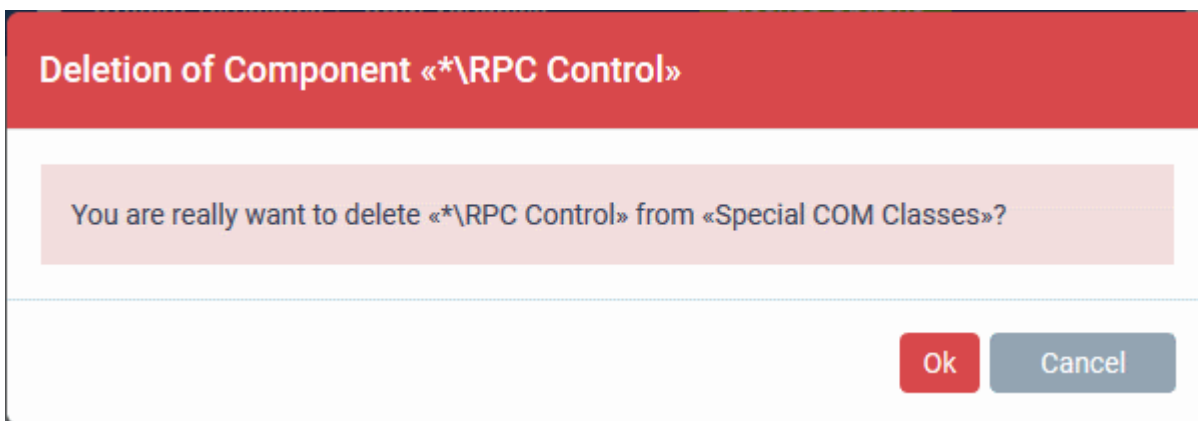 Deletion of Component «*\RPC Control»
You are really want to delete «*\RPC Control» from «Special COM Classes»?
Ok
Cancel